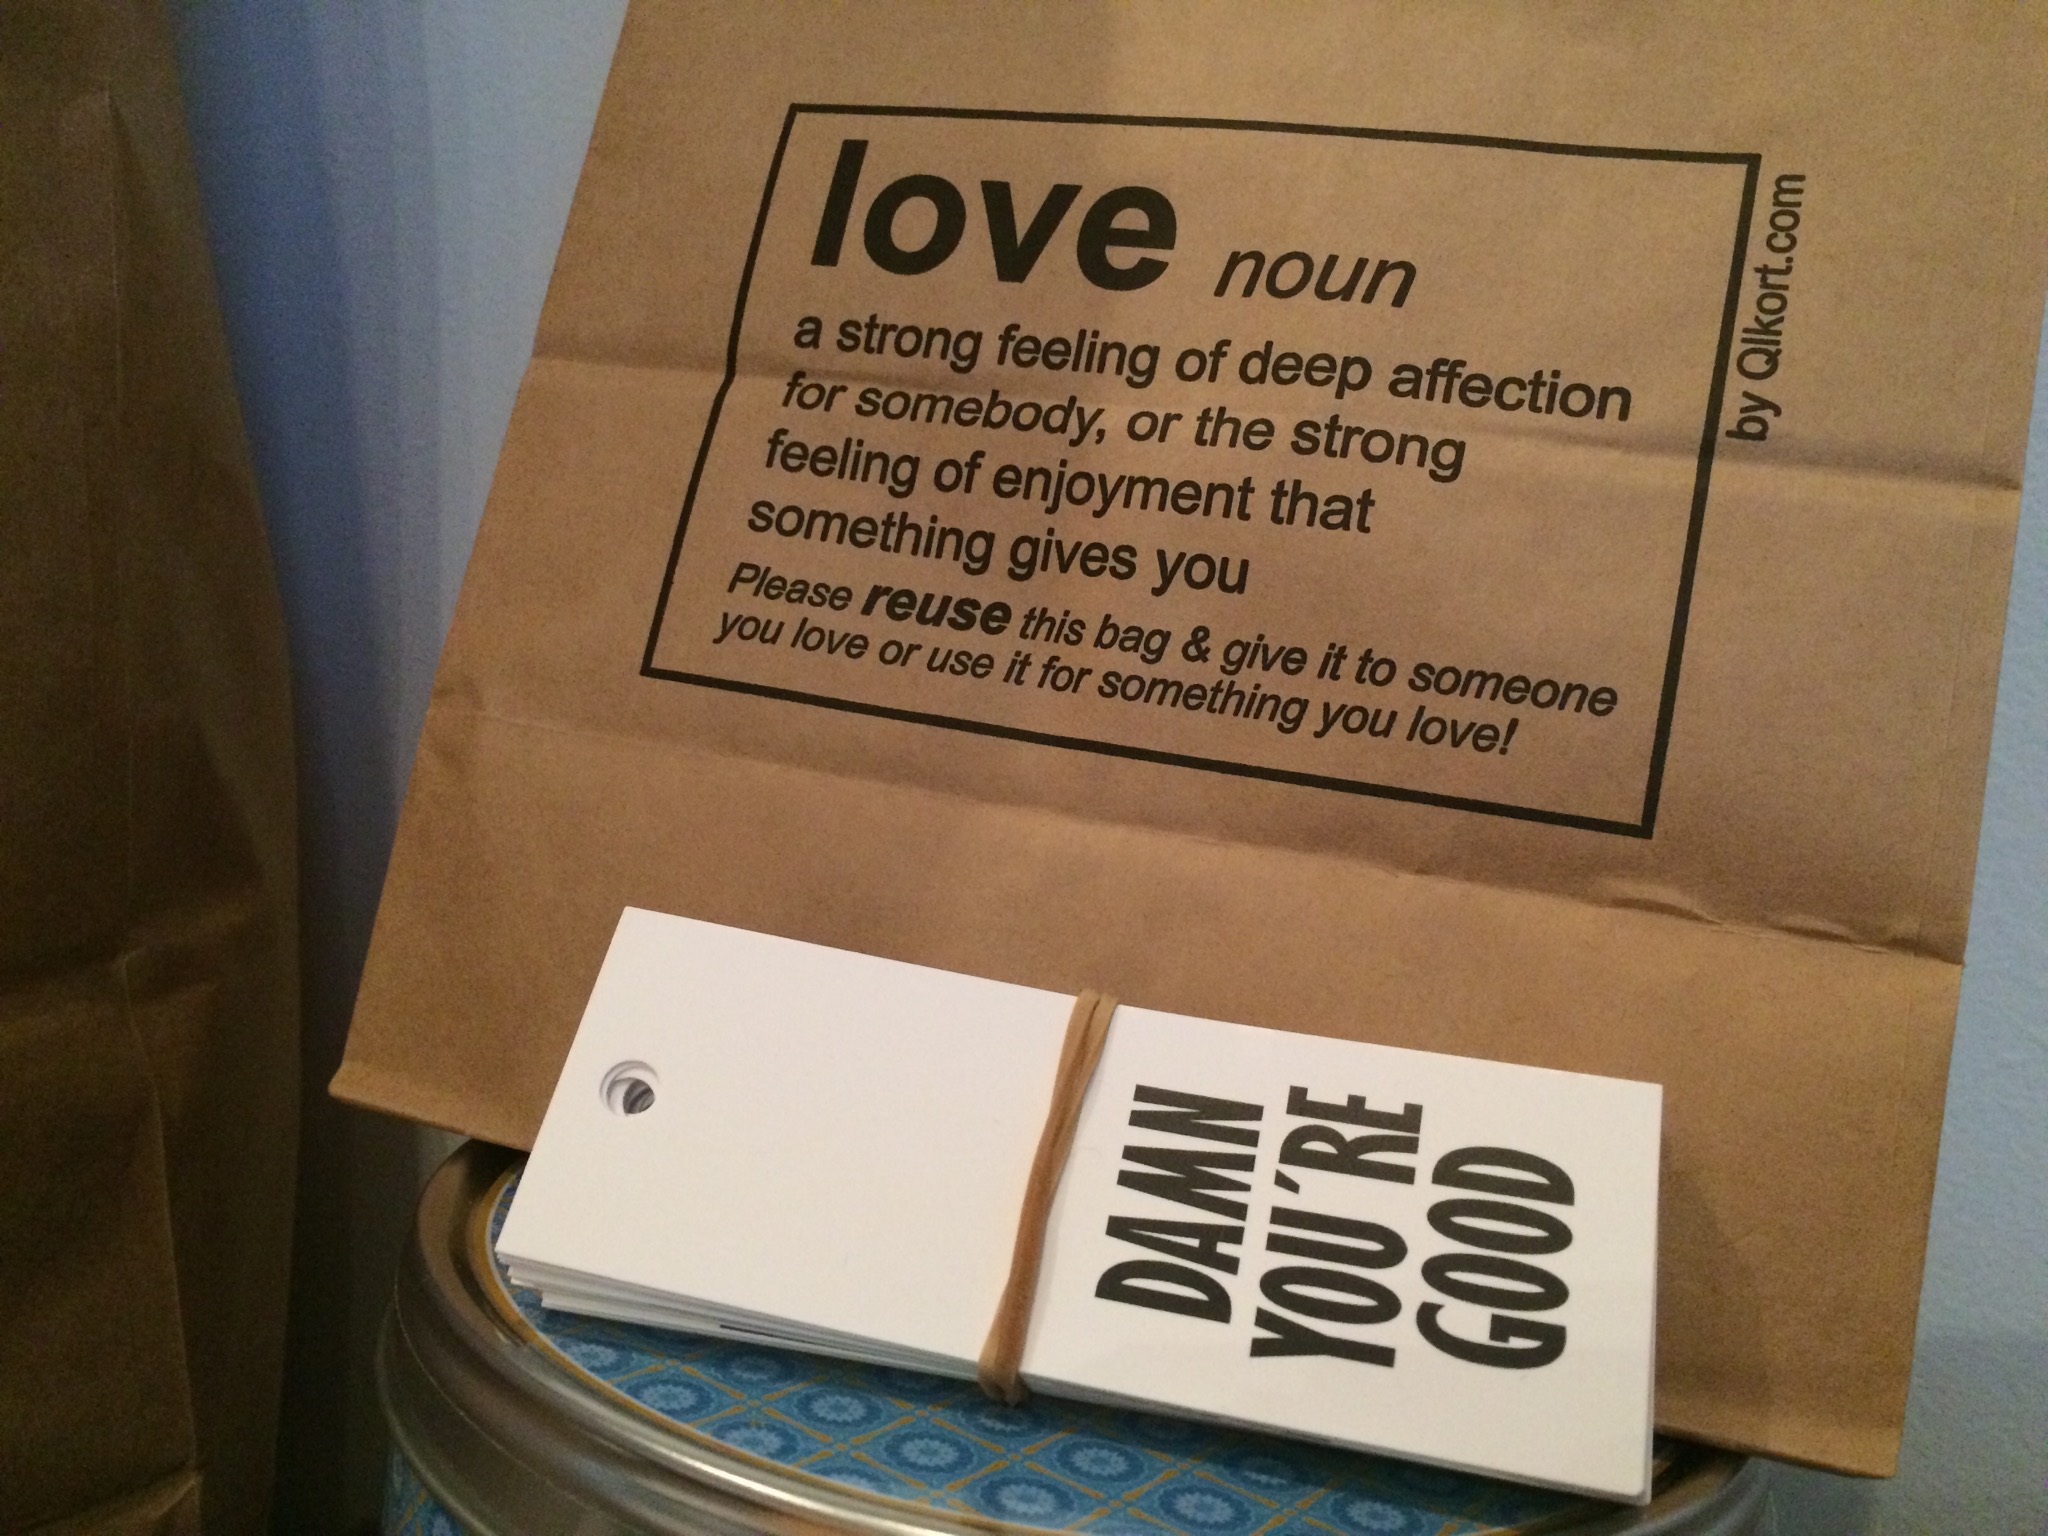 love noun
a strong feeling of deep affection
for somebody, or the strong
feeling of enjoyment that
something gives you
Please reuse this bag & give it to someone
you love or use it for something you love!
by Qlkort.com
DAMN
YOU'RE
GOOD